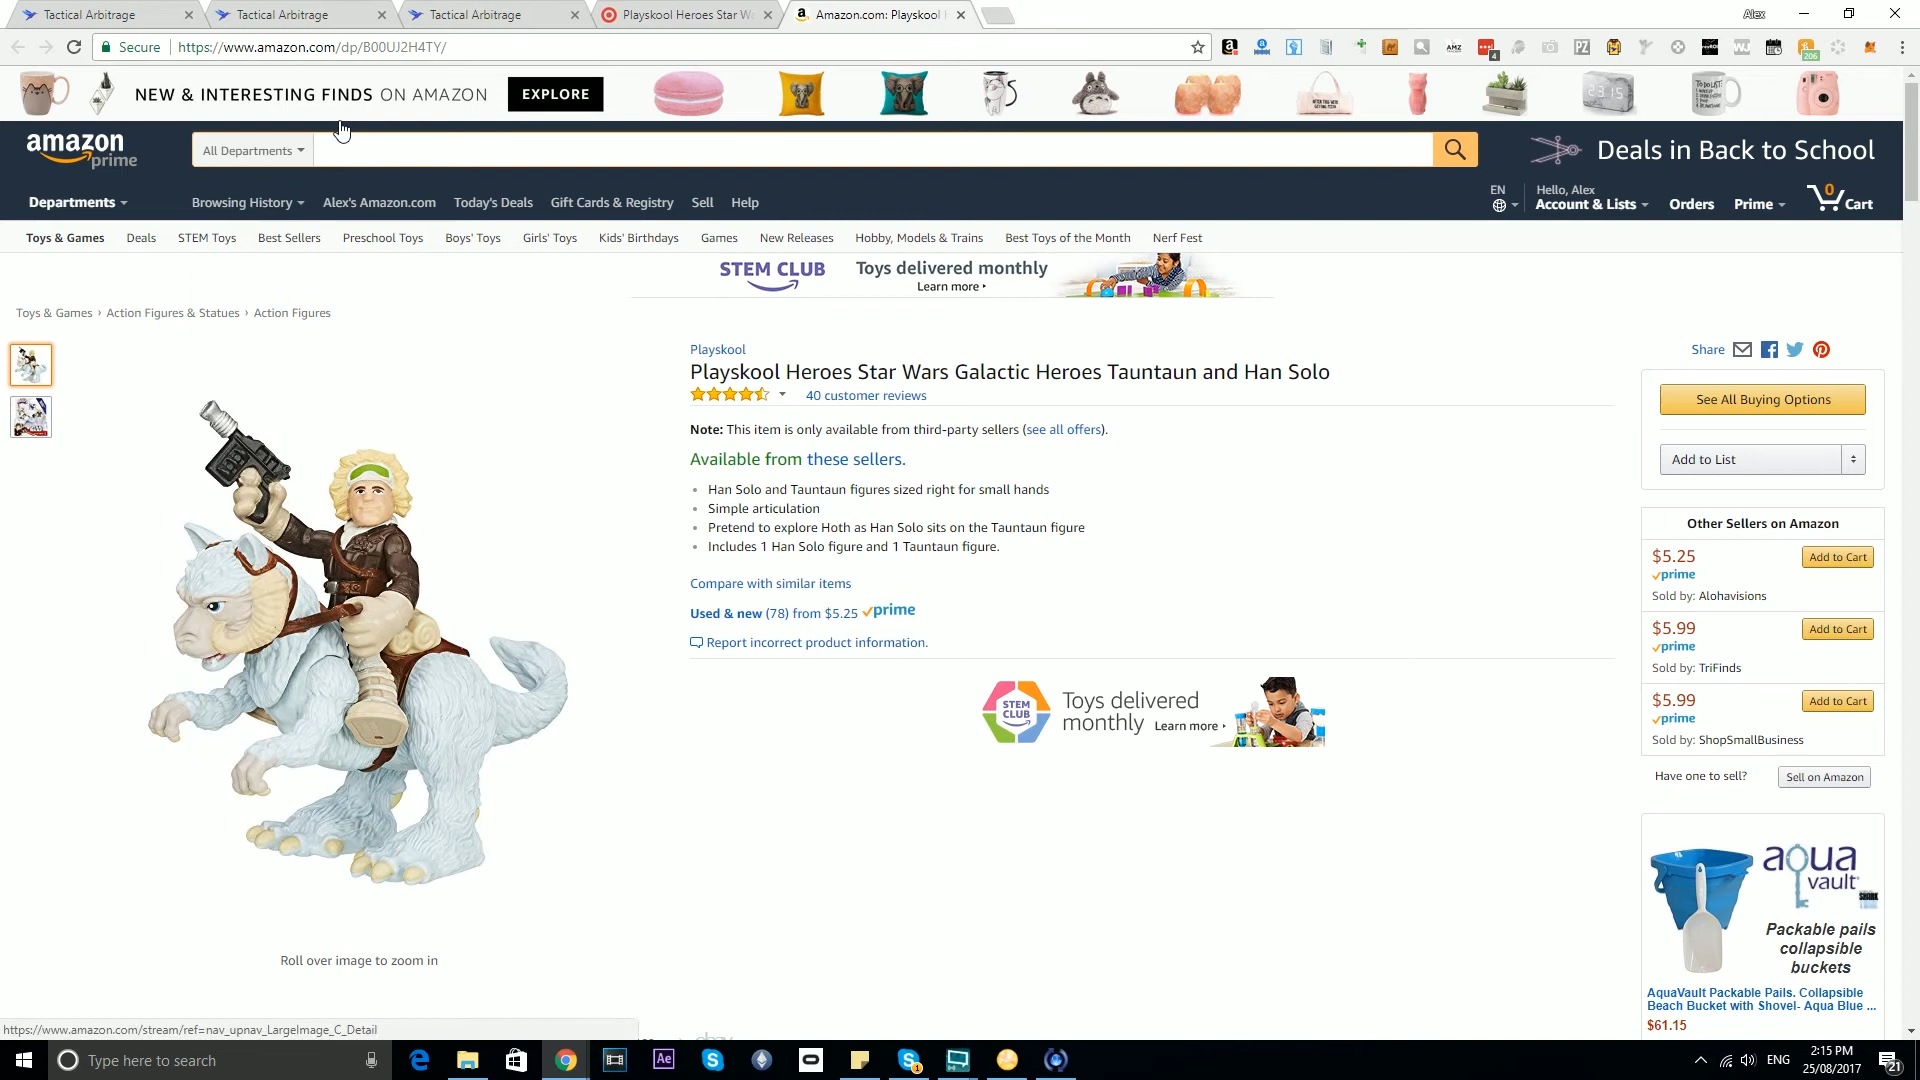 Tactical Arbitrage
Tactical Arbitrage
Tactical Arbitrage
Playskool Heroes Star W
Amazon.com: Playskool
Alex
Secure
https://www.amazon.com/dp/B00UJ2H4TY/
AMZ
4
PZ
206
NEW & INTERESTING FINDS ON AMAZON
EXPLORE
23:15
amazon
prime
All Departments
Deals in Back to School
Departments
Browsing History
Alex's Amazon.com
Today's Deals
Gift Cards & Registry
Sell
Help
EN
Hello, Alex
Account & Lists
Orders
Prime
0
Cart
Toys & Games
Deals
STEM Toys
Best Sellers
Preschool Toys
Boys' Toys
Girls' Toys
Kids' Birthdays
Games
New Releases
Hobby, Models & Trains
Best Toys of the Month
Nerf Fest
STEM CLUB
Toys delivered monthly
Learn more
Toys & Games › Action Figures & Statues › Action Figures
Playskool
Playskool Heroes Star Wars Galactic Heroes Tauntaun and Han Solo
40 customer reviews
Note: This item is only available from third-party sellers (see all offers).
Available from these sellers.
Han Solo and Tauntaun figures sized right for small hands
Simple articulation
Pretend to explore Hoth as Han Solo sits on the Tauntaun figure
Includes 1 Han Solo figure and 1 Tauntaun figure.
Compare with similar items
Used & new (78) from $5.25 prime
Report incorrect product information.
STEM
CLUB
Toys delivered
monthly Learn more
Roll over image to zoom in
Share
See All Buying Options
Add to List
Other Sellers on Amazon
$5.25
Add to Cart
prime
Sold by: Alohavisions
$5.99
Add to Cart
prime
Sold by: TriFinds
$5.99
Add to Cart
prime
Sold by: ShopSmallBusiness
Have one to sell?
Sell on Amazon
aqua
vault
Packable pails
collapsible
buckets
AquaVault Packable Pails. Collapsible
Beach Bucket with Shovel- Aqua Blue ...
$61.15
https://www.amazon.com/stream/ref=nav_upnav_LargeImage_C_Detail
Type here to search
Ae
1
ENG
2:15 PM
25/08/2017
21